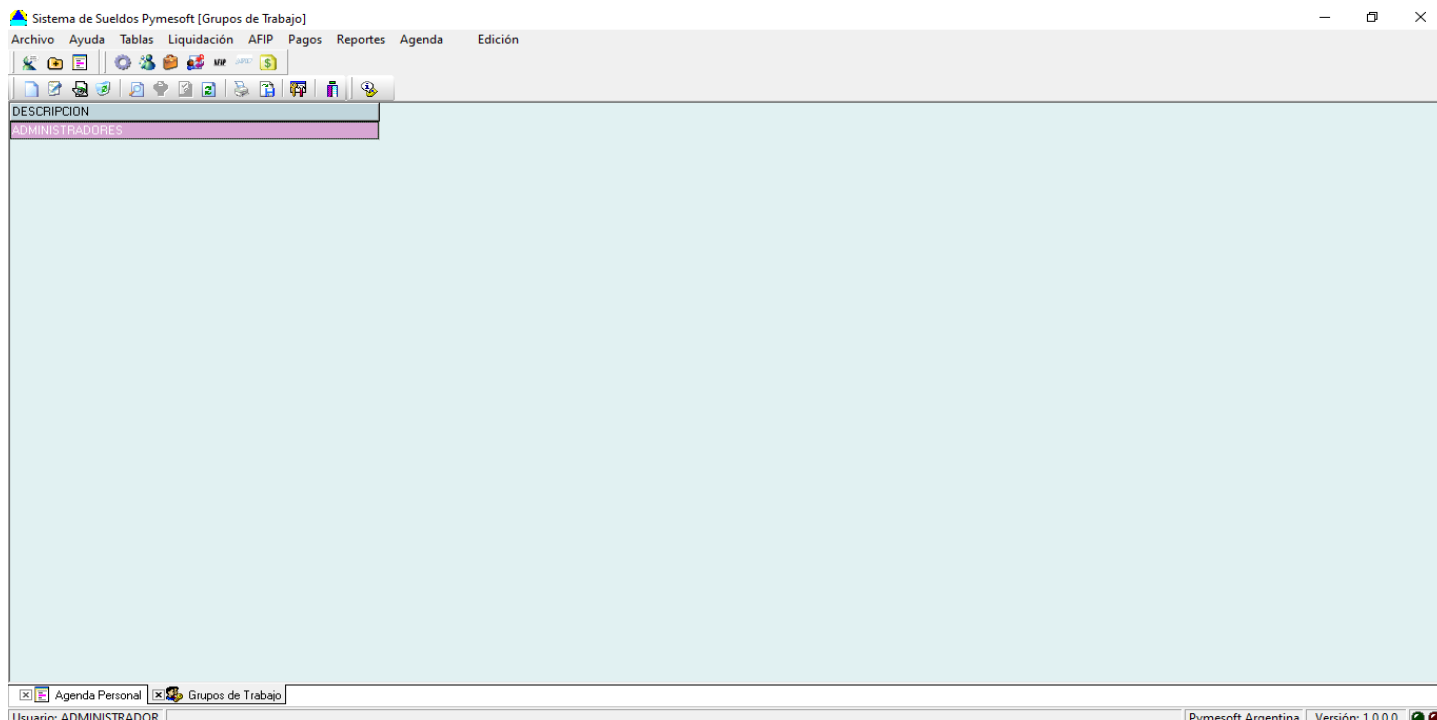 Sistema de Sueldos Pymesoft [Grupos de Trabajo]
Archivo Ayuda Tablas Liquidación AFIP Pagos Reportes Agenda Edición
DESCRIPCION
ADMINISTRADORES
Agenda Personal Grupos de Trabajo
Usuario: ADMINISTRADOR Pymesoft Argentina Versión: 1.0.0.0